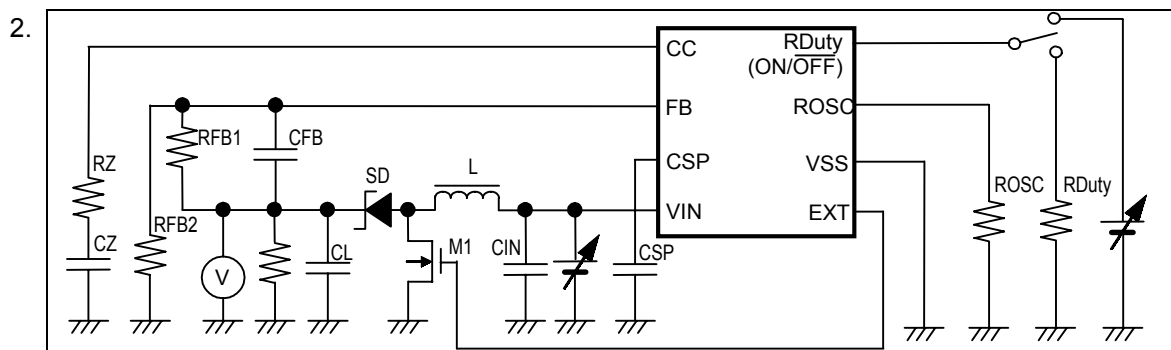 2.
CC
RDuty
(ON/OFF)
FB
ROSC
RFB1
CFB
CSP
VSS
RZ
SD
L
ROSC
RDuty
VIN
EXT
RFB2
M1
CZ
V
CL
CIN
CSP